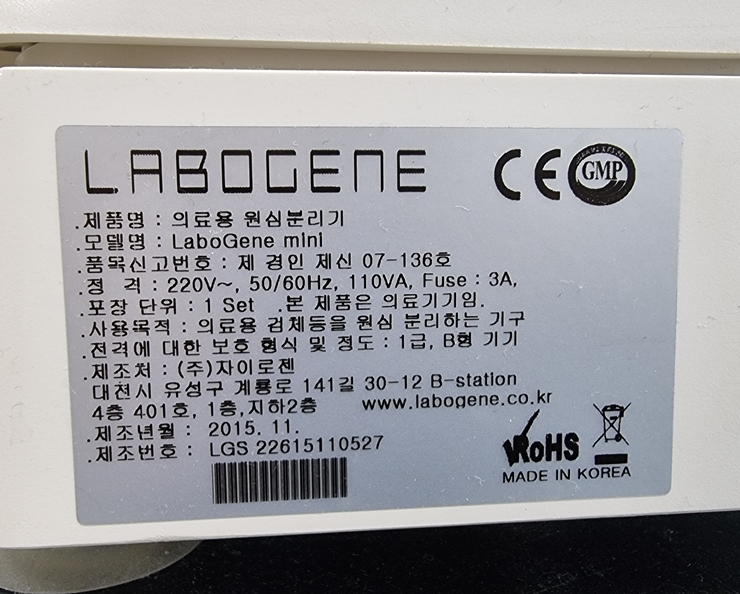 LABOGENE CE GMP
.제품명 : 의료용 원심분리기
.모델명 : LaboGene mini
.품목신고번호 : 제 경인 제신 07-136호
.정 격 : 220V~, 50/60Hz, 110VA, Fuse : 3A,
.포장 단위 : 1 Set .본 제품은 의료기기임.
.사용목적 : 의료용 검체등을 원심 분리하는 기구
.전격에 대한 보호 형식 및 정도 : 1급, B형 기기
.제조처 : (주)자이로젠
대전시 유성구 계룡로 141길 30-12 B-station
4층 401호, 1층,지하2층 www.labogene.co.kr
.제조년월 : 2015. 11.
.제조번호 : LGS 22615110527
RoHS
MADE IN KOREA